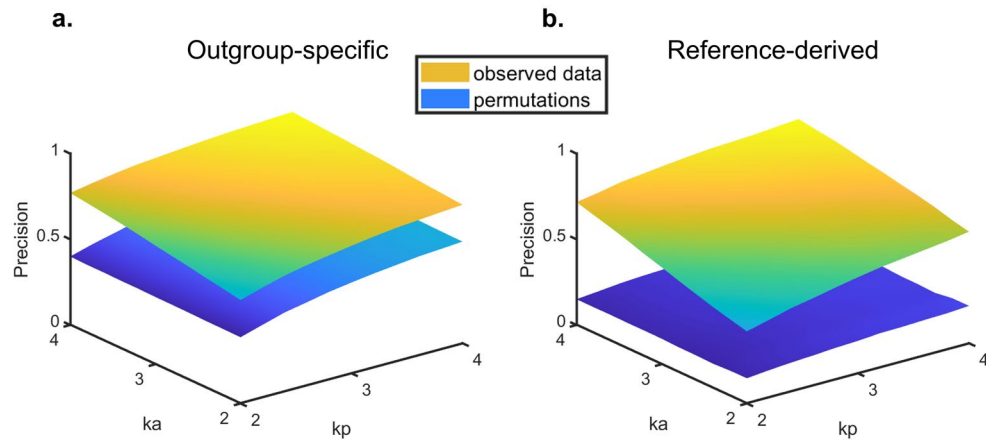 a.
Outgroup-specific
b.
Reference-derived
observed data
permutations
1
0.5
0
Precision
4
3
2
ka
2
3
4
kp
1
0.5
0
Precision
4
3
2
ka
2
3
4
kp